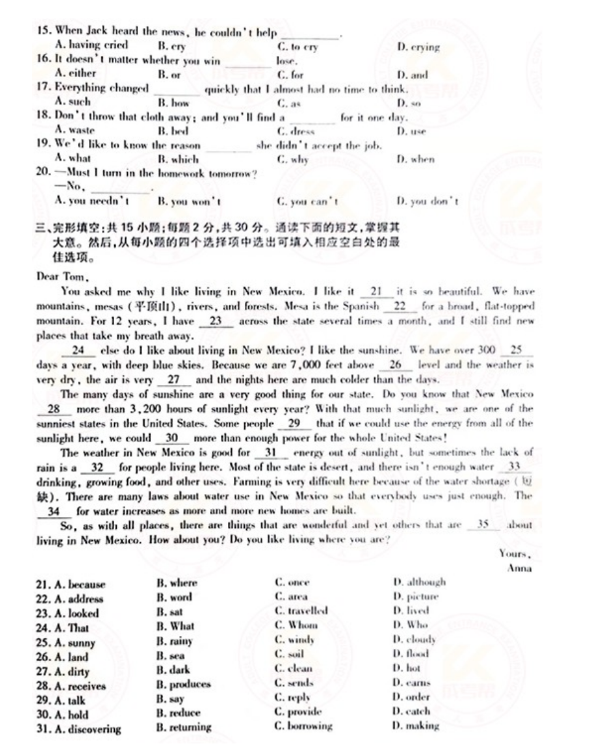 15. When Jack heard the news, he couldn't help ________.
A. having cried B. cry C. to cry D. crying
16. It doesn't matter whether you win ________ lose.
A. either B. or C. for D. and
17. Everything changed ________ quickly that I almost had no time to think.
A. such B. how C. as D. so
18. Don't throw that cloth away; and you'll find a ________ for it one day.
A. waste B. bed C. dress D. use
19. We'd like to know the reason ________ she didn't accept the job.
A. what B. which C. why D. when
20. —Must I turn in the homework tomorrow?
—No, ________.
A. you needn't B. you won't C. you can't D. you don't
三、完形填空:共 15 小题;每题 2 分,共 30 分。通读下面的短文,掌握其
大意。然后,从每小题的四个选择项中选出可填入相应空白处的最
佳选项。
Dear Tom,
You asked me why I like living in New Mexico. I like it 21 it is so beautiful. We have
mountains, mesas (平顶山), rivers, and forests. Mesa is the Spanish 22 for a broad, flat-topped
mountain. For 12 years, I have 23 across the state several times a month, and I still find new
places that take my breath away.
24 else do I like about living in New Mexico? I like the sunshine. We have over 300 25
days a year, with deep blue skies. Because we are 7,000 feet above 26 level and the weather is
very dry, the air is very 27 and the nights here are much colder than the days.
The many days of sunshine are a very good thing for our state. Do you know that New Mexico
28 more than 3,200 hours of sunlight every year? With that much sunlight, we are one of the
sunniest states in the United States. Some people 29 that if we could use the energy from all of the
sunlight here, we could 30 more than enough power for the whole United States!
The weather in New Mexico is good for 31 energy out of sunlight, but sometimes the lack of
rain is a 32 for people living here. Most of the state is desert, and there isn't enough water 33
drinking, growing food, and other uses. Farming is very difficult here because of the water shortage (短
缺). There are many laws about water use in New Mexico so that everybody uses just enough. The
34 for water increases as more and more new homes are built.
So, as with all places, there are things that are wonderful and yet others that are 35 about
living in New Mexico. How about you? Do you like living where you are?
Yours,
Anna
21. A. because B. where C. once D. although
22. A. address B. word C. area D. picture
23. A. looked B. sat C. travelled D. lived
24. A. That B. What C. Whom D. Who
25. A. sunny B. rainy C. windy D. cloudy
26. A. land B. sea C. soil D. flood
27. A. dirty B. dark C. clean D. hot
28. A. receives B. produces C. sends D. earns
29. A. talk B. say C. reply D. order
30. A. hold B. reduce C. provide D. catch
31. A. discovering B. returning C. borrowing D. making